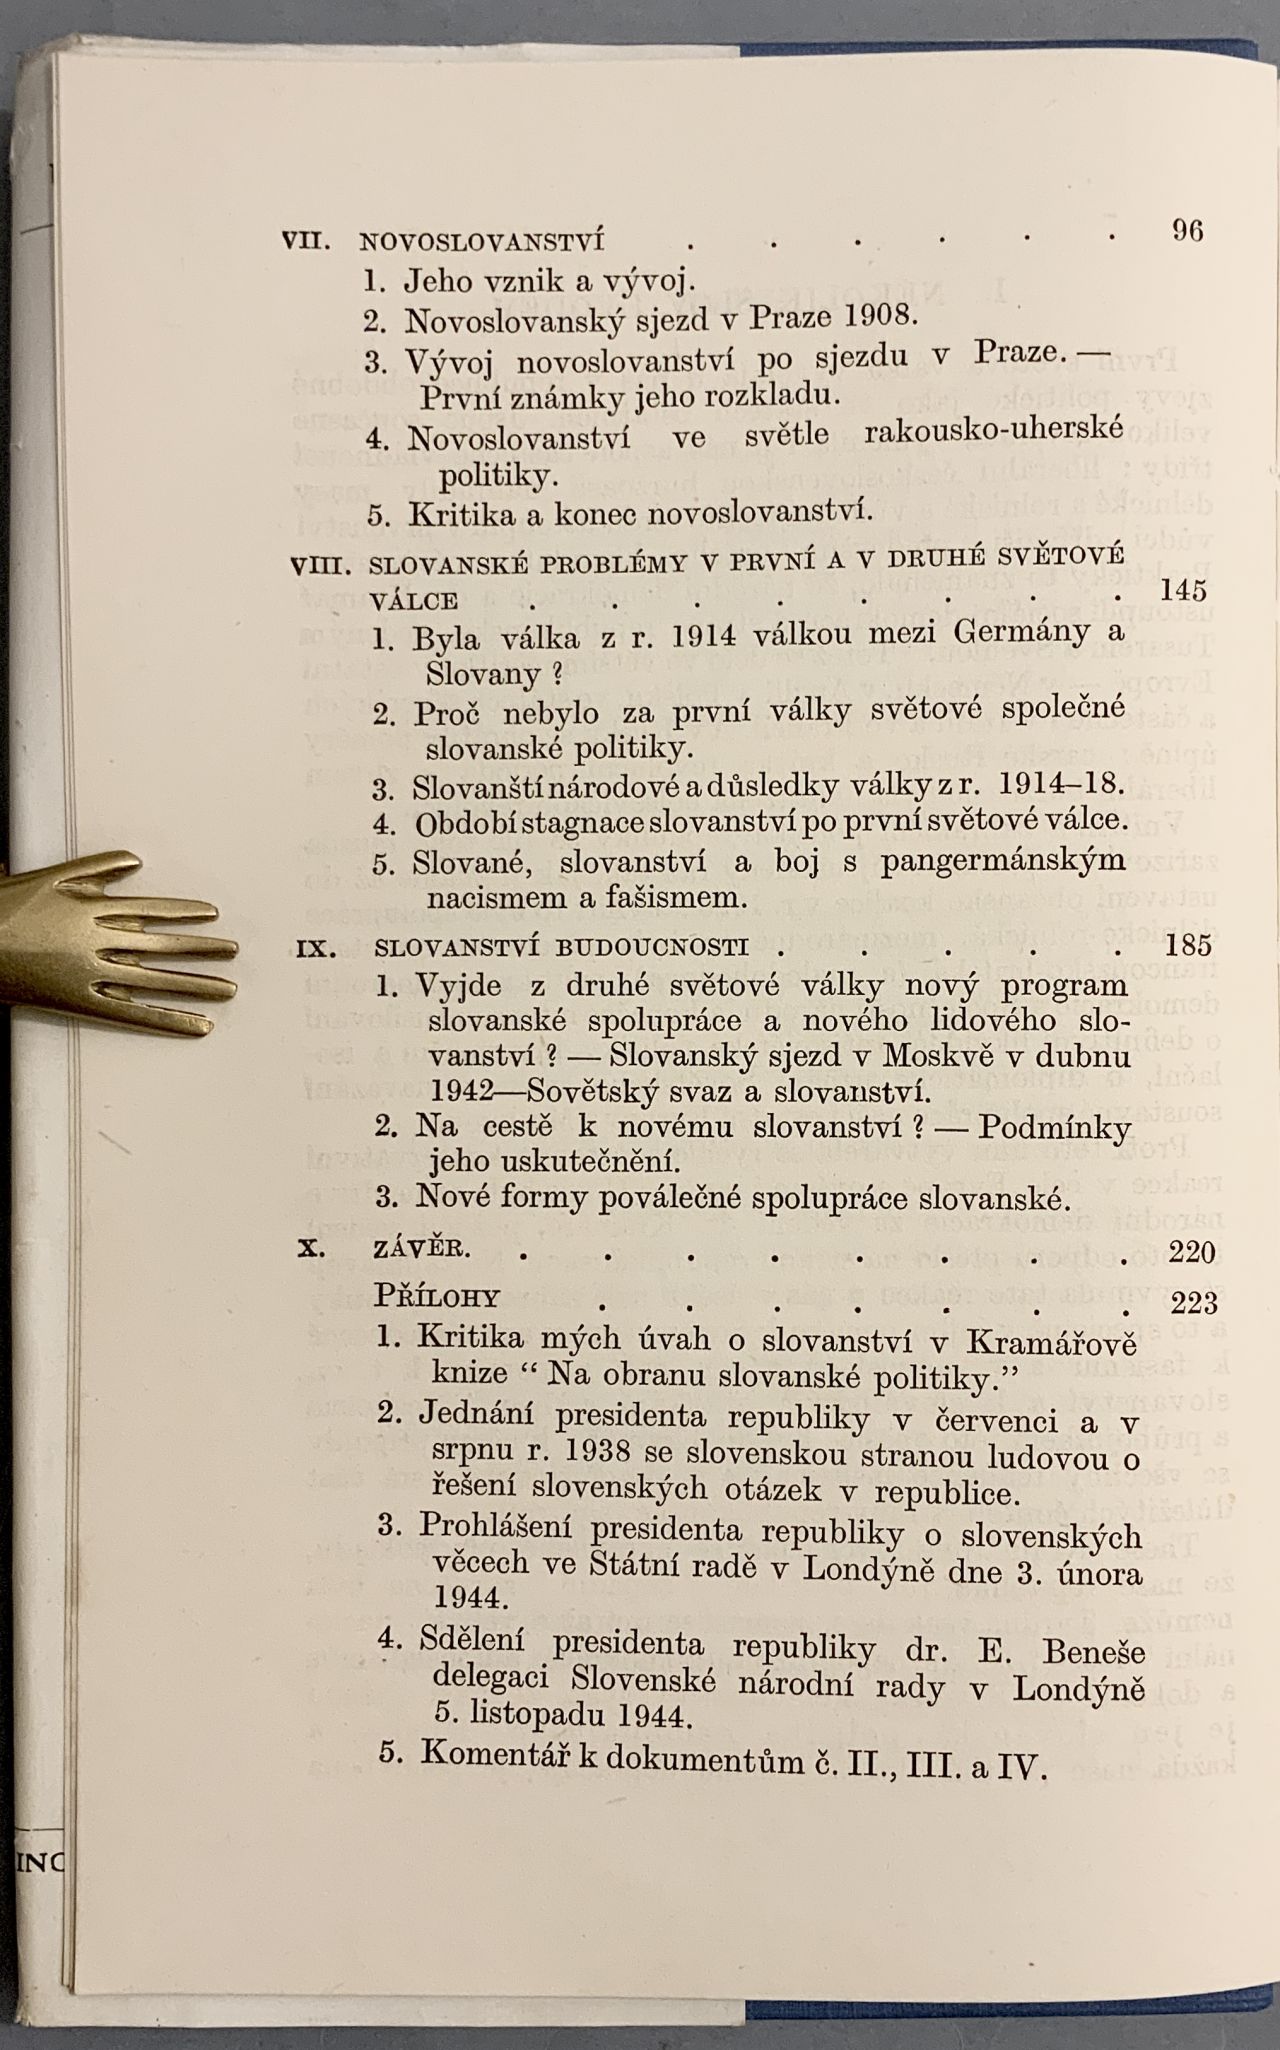 VII. NOVOSLOVANSTVÍ . . . . . . 96
1. Jeho vznik a vývoj.
2. Novoslovanský sjezd v Praze 1908.
3. Vývoj novoslovanství po sjezdu v Praze. —
První známky jeho rozkladu.
4. Novoslovanství ve světle rakousko-uherské
politiky.
5. Kritika a konec novoslovanství.
VIII. SLOVANSKÉ PROBLÉMY V PRVNÍ A V DRUHÉ SVĚTOVÉ
VÁLCE . . . . . . . . 145
1. Byla válka z r. 1914 válkou mezi Germány a
Slovany ?
2. Proč nebylo za první války světové společné
slovanské politiky.
3. Slovanští národové a důsledky války z r. 1914–18.
4. Období stagnace slovanství po první světové válce.
5. Slované, slovanství a boj s pangermánským
nacismem a fašismem.
IX. SLOVANSTVÍ BUDOUCNOSTI . . . . . 185
1. Vyjde z druhé světové války nový program
slovanské spolupráce a nového lidového slo-
vanství ? — Slovanský sjezd v Moskvě v dubnu
1942—Sovětský svaz a slovanství.
2. Na cestě k novému slovanství ? — Podmínky
jeho uskutečnění.
3. Nové formy poválečné spolupráce slovanské.
X. ZÁVĚR. . . . . . . . . 220
PŘÍLOHY . . . . . . . 223
1. Kritika mých úvah o slovanství v Kramářově
knize “ Na obranu slovanské politiky.”
2. Jednání presidenta republiky v červenci a v
srpnu r. 1938 se slovenskou stranou ludovou o
řešení slovenských otázek v republice.
3. Prohlášení presidenta republiky o slovenských
věcech ve Státní radě v Londýně dne 3. února
1944.
4. Sdělení presidenta republiky dr. E. Beneše
delegaci Slovenské národní rady v Londýně
5. listopadu 1944.
5. Komentář k dokumentům č. II., III. a IV.